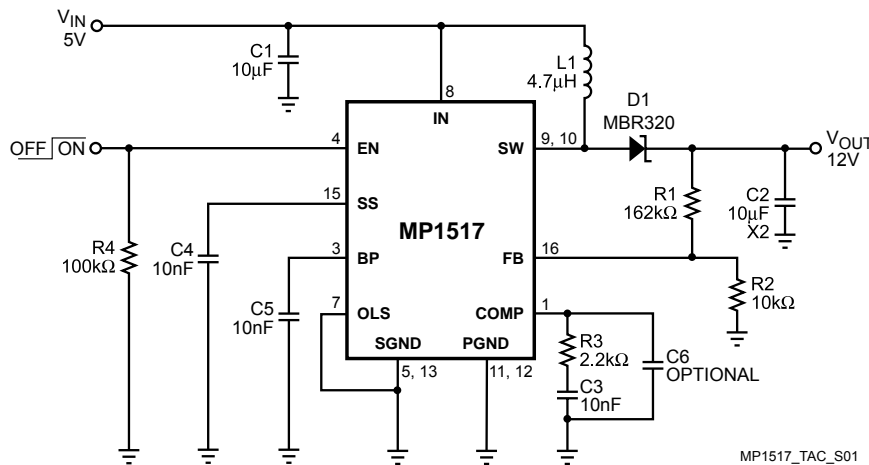 VIN
5V
C1
10μF
8
IN
L1
4.7μH
D1
MBR320
OFF ON
4
EN
SW
9, 10
VOUT
12V
15
SS
R1
162kΩ
C2
10μF
X2
MP1517
R4
100kΩ
C4
10nF
3
BP
FB
16
R2
10kΩ
C5
10nF
7
OLS
COMP
1
SGND
PGND
5, 13
11, 12
R3
2.2kΩ
C3
10nF
C6
OPTIONAL
MP1517_TAC_S01